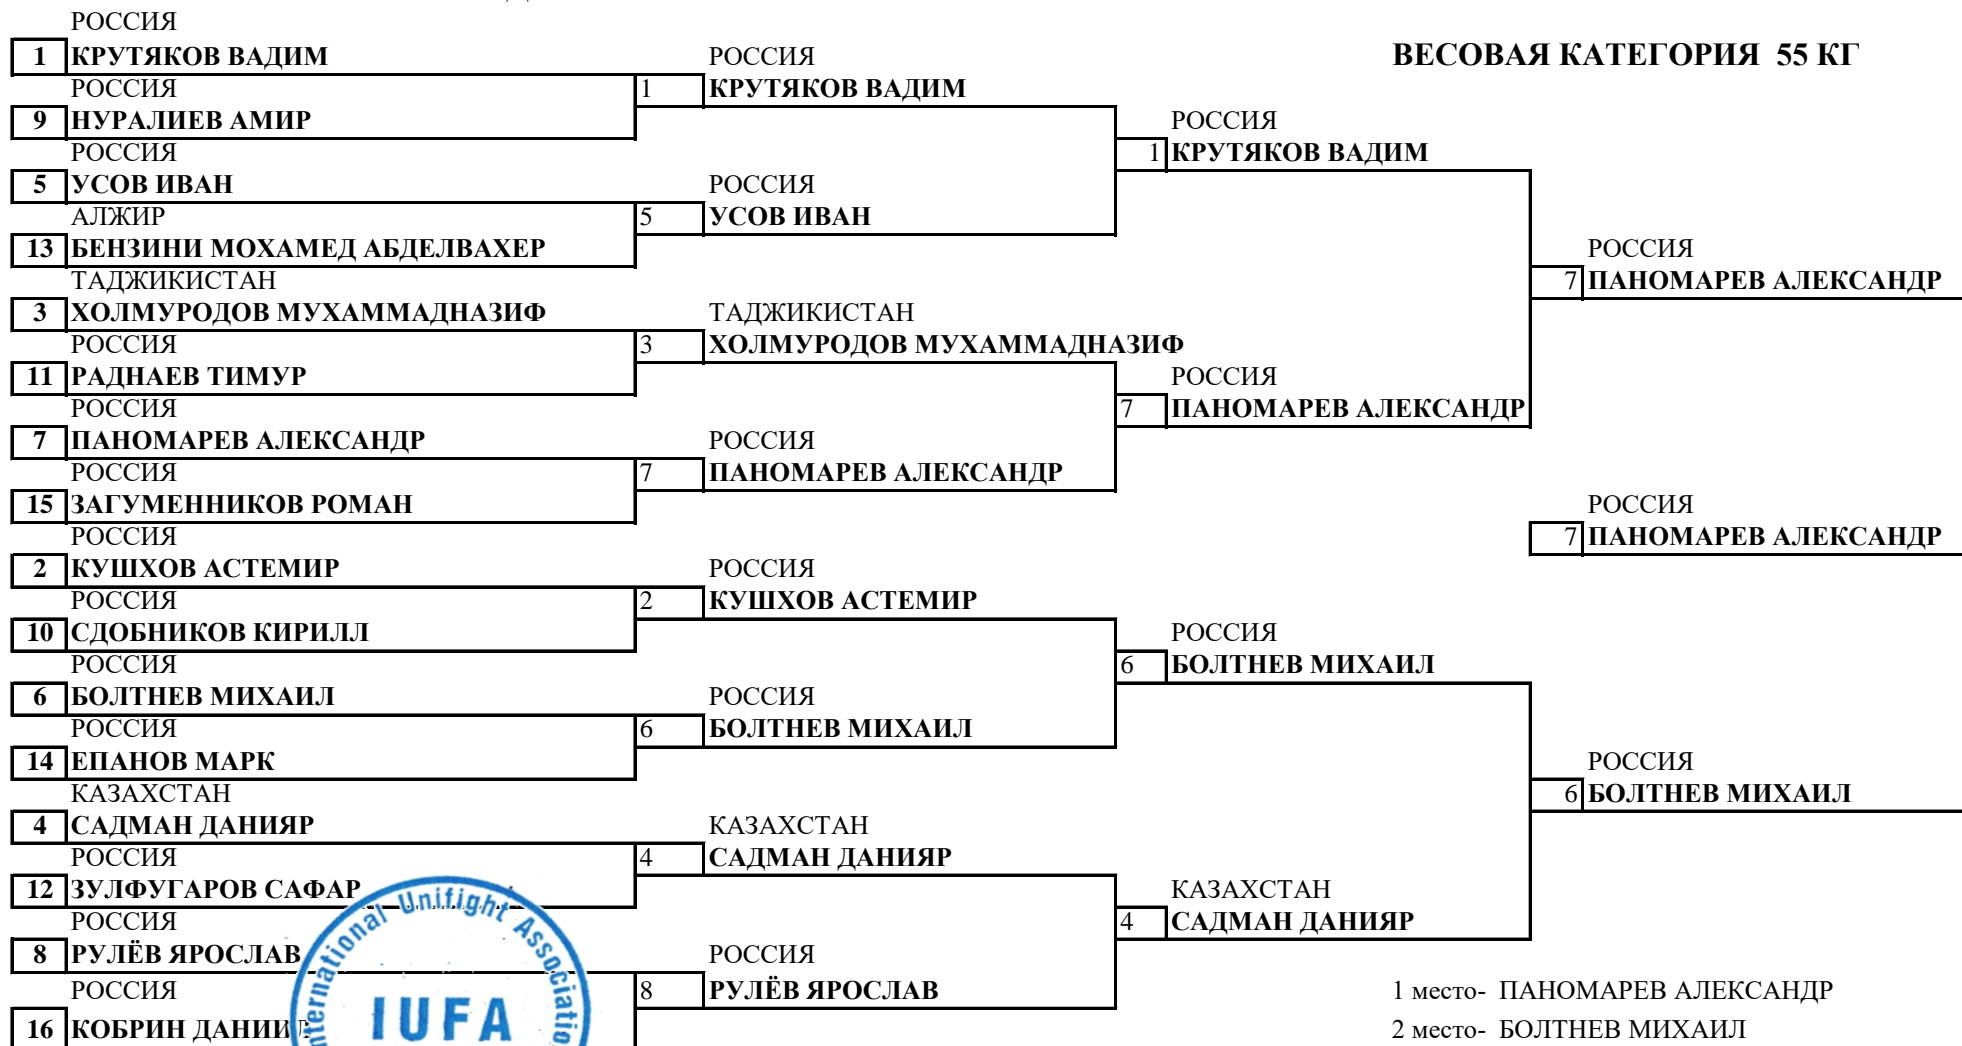 РОССИЯ
1 КРУТЯКОВ ВАДИМ
РОССИЯ
9 НУРАЛИЕВ АМИР
РОССИЯ
5 УСОВ ИВАН
АЛЖИР
13 БЕНЗИНИ МОХАМЕД АБДЕЛВАХЕР
ТАДЖИКИСТАН
3 ХОЛМУРОДОВ МУХАММАДНАЗИФ
РОССИЯ
11 РАДНАЕВ ТИМУР
РОССИЯ
7 ПАНОМАРЕВ АЛЕКСАНДР
РОССИЯ
15 ЗАГУМЕННИКОВ РОМАН
РОССИЯ
2 КУШХОВ АСТЕМИР
РОССИЯ
10 СДОБНИКОВ КИРИЛЛ
РОССИЯ
6 БОЛТНЕВ МИХАИЛ
РОССИЯ
14 ЕПАНОВ МАРК
КАЗАХСТАН
4 САДМАН ДАНИЯР
РОССИЯ
12 ЗУЛФУГАРОВ САФАР
РОССИЯ
8 РУЛЁВ ЯРОСЛАВ
РОССИЯ
16 КОБРИН ДАНИИЛ
РОССИЯ
1 КРУТЯКОВ ВАДИМ
РОССИЯ
5 УСОВ ИВАН
ТАДЖИКИСТАН
3 ХОЛМУРОДОВ МУХАММАДНАЗИФ
РОССИЯ
7 ПАНОМАРЕВ АЛЕКСАНДР
РОССИЯ
2 КУШХОВ АСТЕМИР
РОССИЯ
6 БОЛТНЕВ МИХАИЛ
КАЗАХСТАН
4 САДМАН ДАНИЯР
РОССИЯ
8 РУЛЁВ ЯРОСЛАВ
РОССИЯ
1 КРУТЯКОВ ВАДИМ
РОССИЯ
7 ПАНОМАРЕВ АЛЕКСАНДР
РОССИЯ
6 БОЛТНЕВ МИХАИЛ
КАЗАХСТАН
4 САДМАН ДАНИЯР
ВЕСОВАЯ КАТЕГОРИЯ 55 КГ
РОССИЯ
7 ПАНОМАРЕВ АЛЕКСАНДР
РОССИЯ
7 ПАНОМАРЕВ АЛЕКСАНДР
РОССИЯ
6 БОЛТНЕВ МИХАИЛ
1 место- ПАНОМАРЕВ АЛЕКСАНДР
2 место- БОЛТНЕВ МИХАИЛ
Unifight
IUFA